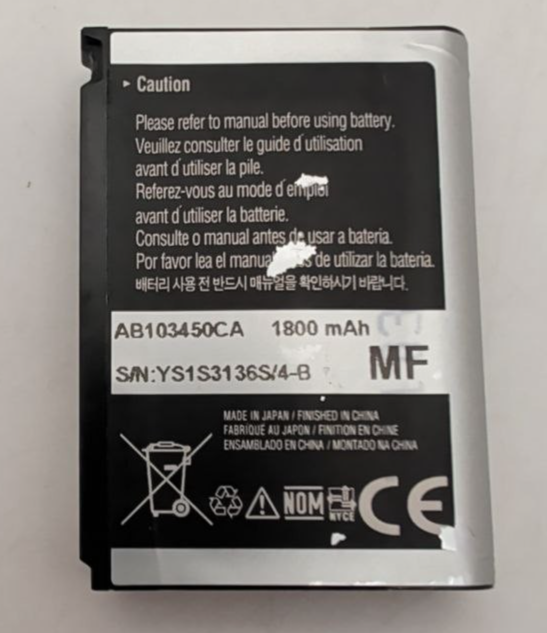 ► Caution
Please refer to manual before using battery.
Veuillez consulter le guide d'utilisation
avant d'utiliser la pile.
Referez-vous au mode d'emploi
avant d'utiliser la batterie.
Consulte o manual antes de usar a bateria.
Por favor lea el manual de utilizar la bateria.
배터리 사용 전 반드시 매뉴얼을 확인하시기 바랍니다.
AB103450CA 1800 mAh
S/N:YS1S3136S/4-B MF
MADE IN JAPAN / FINISHED IN CHINA
FABRIQUÉ AU JAPON / FINITION EN CHINE
ENSAMBLADO EN CHINA / MONTADO NA CHINA
NOM NYCE CE